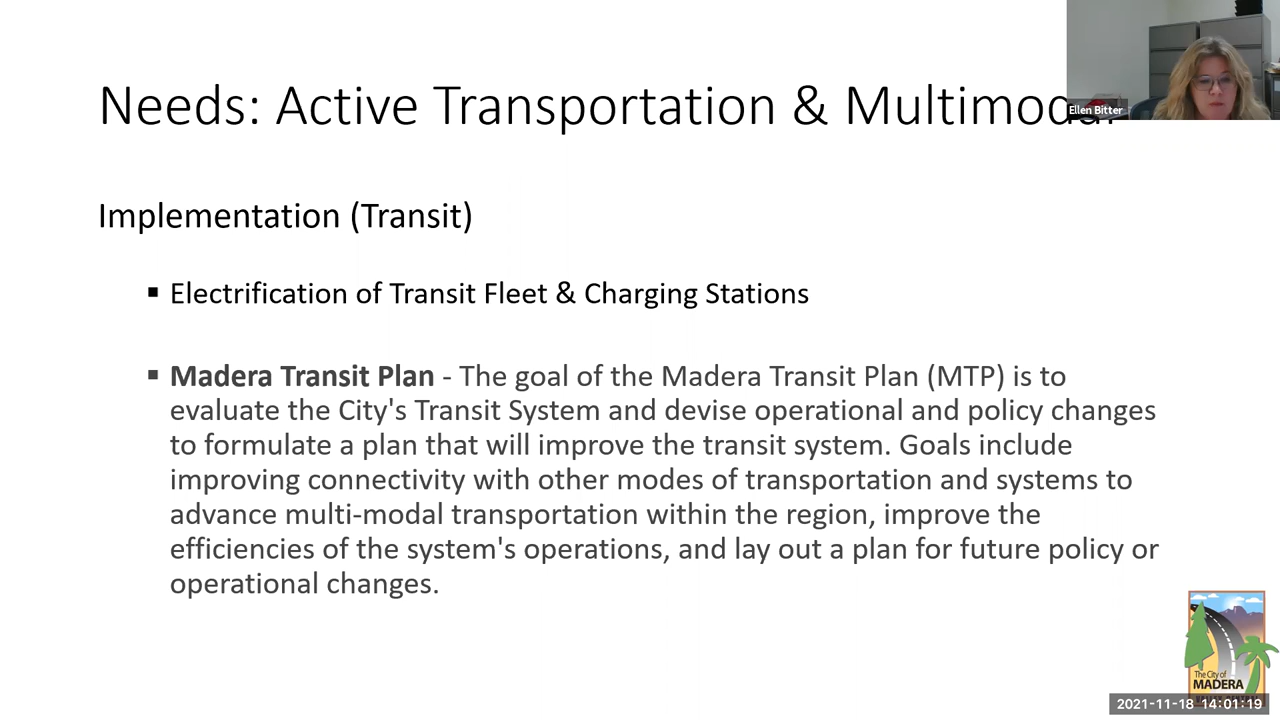 Needs: Active Transportation & Multimodal
Ellen Bitter
Implementation (Transit)
▪ Electrification of Transit Fleet & Charging Stations
▪ Madera Transit Plan - The goal of the Madera Transit Plan (MTP) is to
evaluate the City's Transit System and devise operational and policy changes
to formulate a plan that will improve the transit system. Goals include
improving connectivity with other modes of transportation and systems to
advance multi-modal transportation within the region, improve the
efficiencies of the system's operations, and lay out a plan for future policy or
operational changes.
The City of
MADERA
2021-11-18 14:01:19